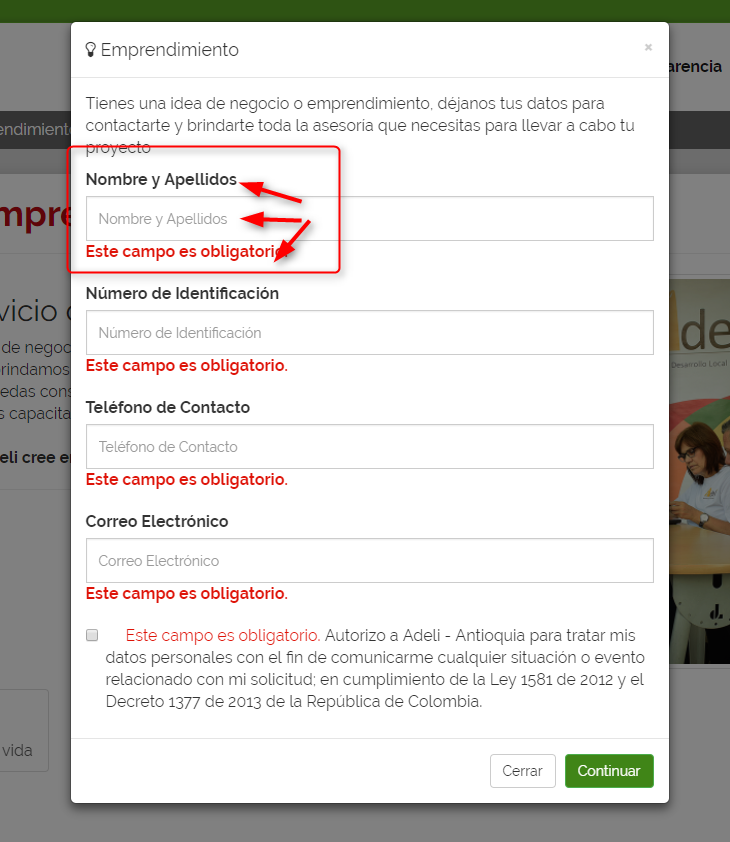 Emprendimiento
×
arencia
endimiento
Tienes una idea de negocio o emprendimiento, déjanos tus datos para
contactarte y brindarte toda la asesoría que necesitas para llevar a cabo tu
proyecto
mpre
Nombre y Apellidos
Nombre y Apellidos
Este campo es obligatorio.
Número de Identificación
Número de Identificación
Este campo es obligatorio.
Teléfono de Contacto
Teléfono de Contacto
Este campo es obligatorio.
Correo Electrónico
Correo Electrónico
Este campo es obligatorio.
Este campo es obligatorio. Autorizo a Adeli - Antioquia para tratar mis
datos personales con el fin de comunicarme cualquier situación o evento
relacionado con mi solicitud; en cumplimiento de la Ley 1581 de 2012 y el
Decreto 1377 de 2013 de la República de Colombia.
Cerrar
Continuar
vicio
de negoc
rindamos
edas cons
s capacita
eli cree e
vida
de
Desarrollo Local